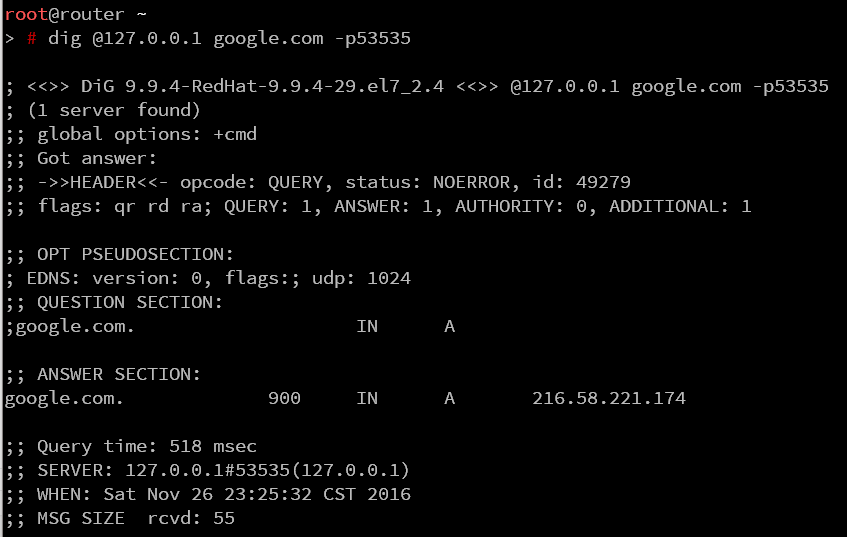 root@router ~
> # dig @127.0.0.1 google.com -p53535

; <<>> DiG 9.9.4-RedHat-9.9.4-29.el7_2.4 <<>> @127.0.0.1 google.com -p53535
; (1 server found)
;; global options: +cmd
;; Got answer:
;; ->>HEADER<<- opcode: QUERY, status: NOERROR, id: 49279
;; flags: qr rd ra; QUERY: 1, ANSWER: 1, AUTHORITY: 0, ADDITIONAL: 1

;; OPT PSEUDOSECTION:
; EDNS: version: 0, flags:; udp: 1024
;; QUESTION SECTION:
;google.com.                     IN      A

;; ANSWER SECTION:
google.com.             900     IN      A       216.58.221.174

;; Query time: 518 msec
;; SERVER: 127.0.0.1#53535(127.0.0.1)
;; WHEN: Sat Nov 26 23:25:32 CST 2016
;; MSG SIZE  rcvd: 55